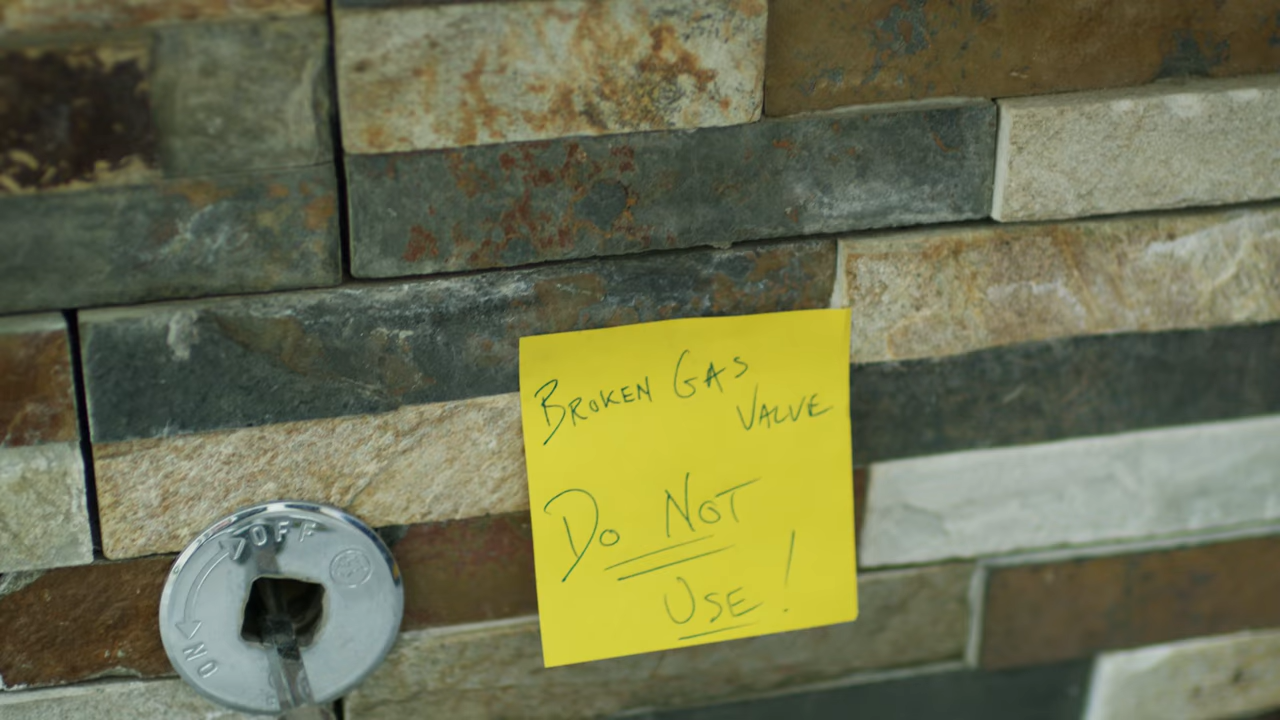 OFF
ON
BROKEN GAS
VALVE
DO NOT
USE!